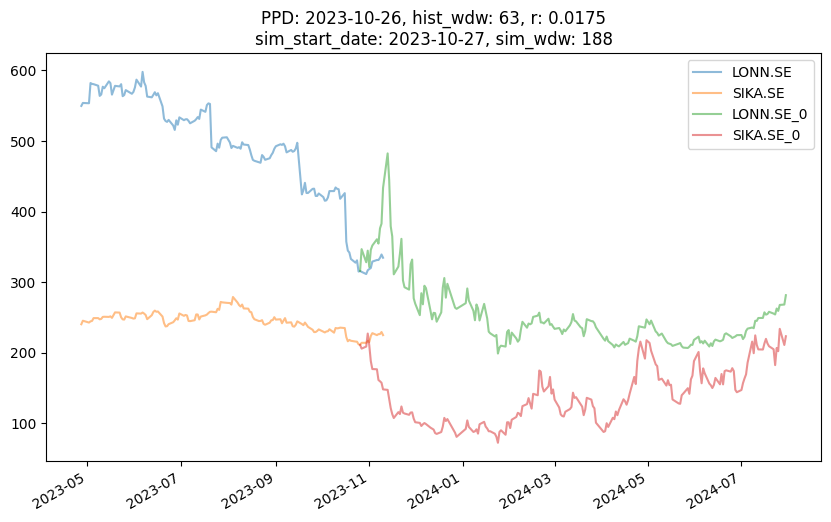 PPD: 2023-10-26, hist_wdw: 63, r: 0.0175
sim_start_date: 2023-10-27, sim_wdw: 188
LONN.SE
SIKA.SE
LONN.SE_0
SIKA.SE_0
600
500
400
300
200
100
2023-05
2023-07
2023-09
2023-11
2024-01
2024-03
2024-05
2024-07